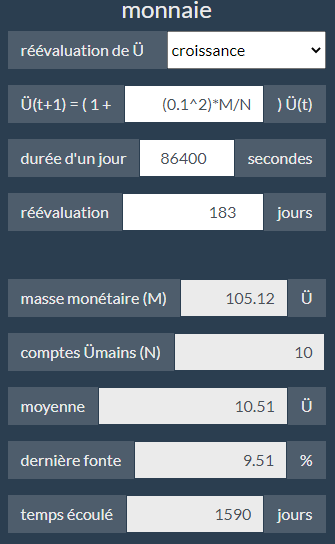 monnaie
réévaluation de Ü croissance
Ü(t+1) = ( 1 + (0.1^2)*M/N ) Ü(t)
durée d'un jour 86400 secondes
réévaluation 183 jours
masse monétaire (M) 105.12 Ü
comptes Ümains (N) 10
moyenne 10.51 Ü
dernière fonte 9.51 %
temps écoulé 1590 jours